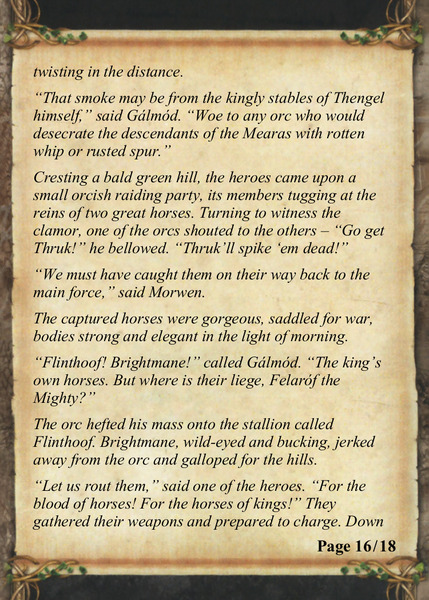 twisting in the distance.
“That smoke may be from the kingly stables of Thengel
himself,” said Gálmód. “Woe to any orc who would
desecrate the descendants of the Mearas with rotten
whip or rusted spur.”
Cresting a bald green hill, the heroes came upon a
small orcish raiding party, its members tugging at the
reins of two great horses. Turning to witness the
clamor, one of the orcs shouted to the others – “Go get
Thruk!” he bellowed. “Thruk’ll spike ‘em dead!”
“We must have caught them on their way back to the
main force,” said Morwen.
The captured horses were gorgeous, saddled for war,
bodies strong and elegant in the light of morning.
“Flinthoof! Brightmane!” called Gálmód. “The king’s
own horses. But where is their liege, Felaróf the
Mighty?”
The orc hefted his mass onto the stallion called
Flinthoof. Brightmane, wild-eyed and bucking, jerked
away from the orc and galloped for the hills.
“Let us rout them,” said one of the heroes. “For the
blood of horses! For the horses of kings!” They
gathered their weapons and prepared to charge. Down
Page 16/18